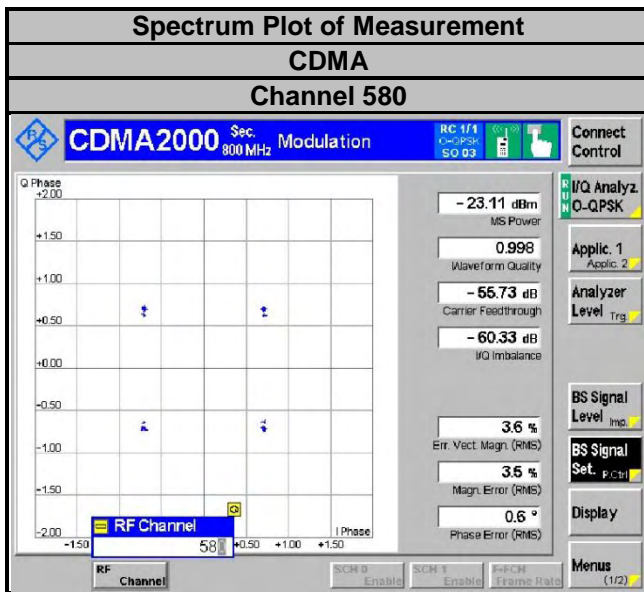 Spectrum Plot of Measurement
CDMA
Channel 580
R/S
CDMA2000 Sec. 800 MHz Modulation
RC 1/1
O-QPSK
SO 03
Connect
Control
Q Phase
+2.00
+1.50
+1.00
+0.50
+0.00
-0.50
-1.00
-1.50
-2.00
-1.50
+0.50
+1.00
+1.50
I Phase
Q
RF Channel
58
- 23.11 dBm
MS Power
0.998
Waveform Quality
- 55.73 dB
Carrier Feedthrough
- 60.33 dB
I/Q Imbalance
3.6 %
Err. Vect. Magn. (RMS)
3.5 %
Magn. Error (RMS)
0.6 °
Phase Error (RMS)
RUN
I/Q Analyz.
O-QPSK
Applic. 1
Applic. 2
Analyzer
Level Trg.
BS Signal
Level Imp.
BS Signal
Set. P.Ctrl
Display
Menus
(1/2)
RF
Channel
SCH 0
Enable
SCH 1
Enable
F-FCH
Frame Rate